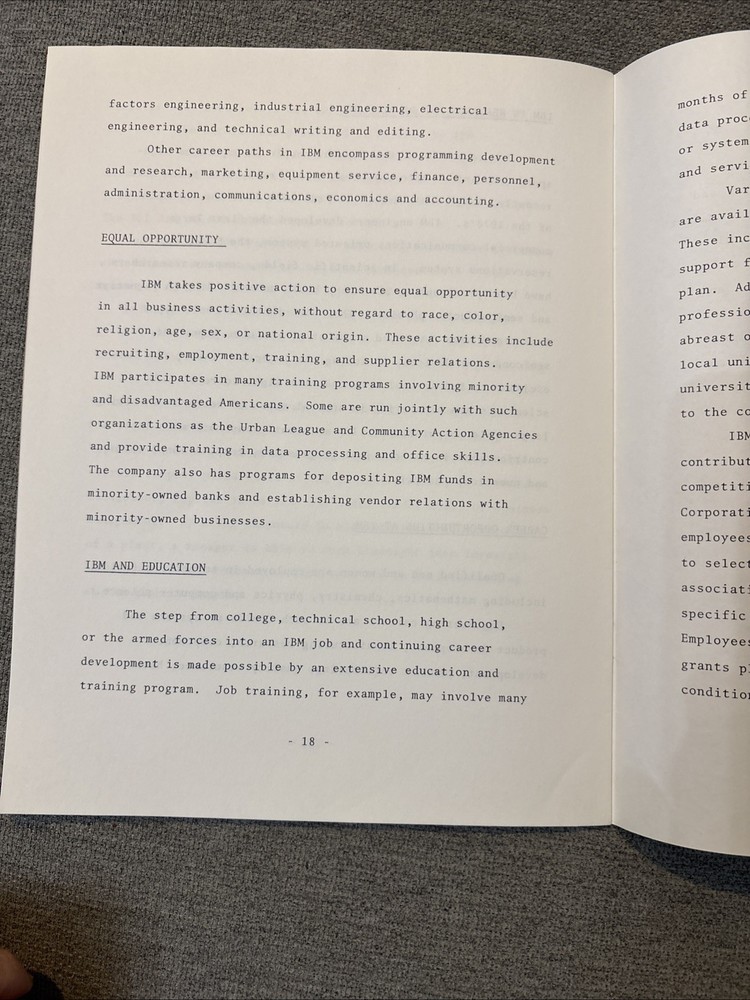 factors engineering, industrial engineering, electrical
engineering, and technical writing and editing.
Other career paths in IBM encompass programming development
and research, marketing, equipment service, finance, personnel,
administration, communications, economics and accounting.
EQUAL OPPORTUNITY
IBM takes positive action to ensure equal opportunity
in all business activities, without regard to race, color,
religion, age, sex, or national origin. These activities include
recruiting, employment, training, and supplier relations.
IBM participates in many training programs involving minority
and disadvantaged Americans. Some are run jointly with such
organizations as the Urban League and Community Action Agencies
and provide training in data processing and office skills.
The company also has programs for depositing IBM funds in
minority-owned banks and establishing vendor relations with
minority-owned businesses.
IBM AND EDUCATION
The step from college, technical school, high school,
or the armed forces into an IBM job and continuing career
development is made possible by an extensive education and
training program. Job training, for example, may involve many
- 18 -
months of
data proc
or system
and servi
Var
are avail
These inc
support f
plan. Ad
professio
abreast o
local uni
universit
to the co
IBM
contribut
competiti
Corporati
employees
to select
associati
specific
Employees
grants p
condition